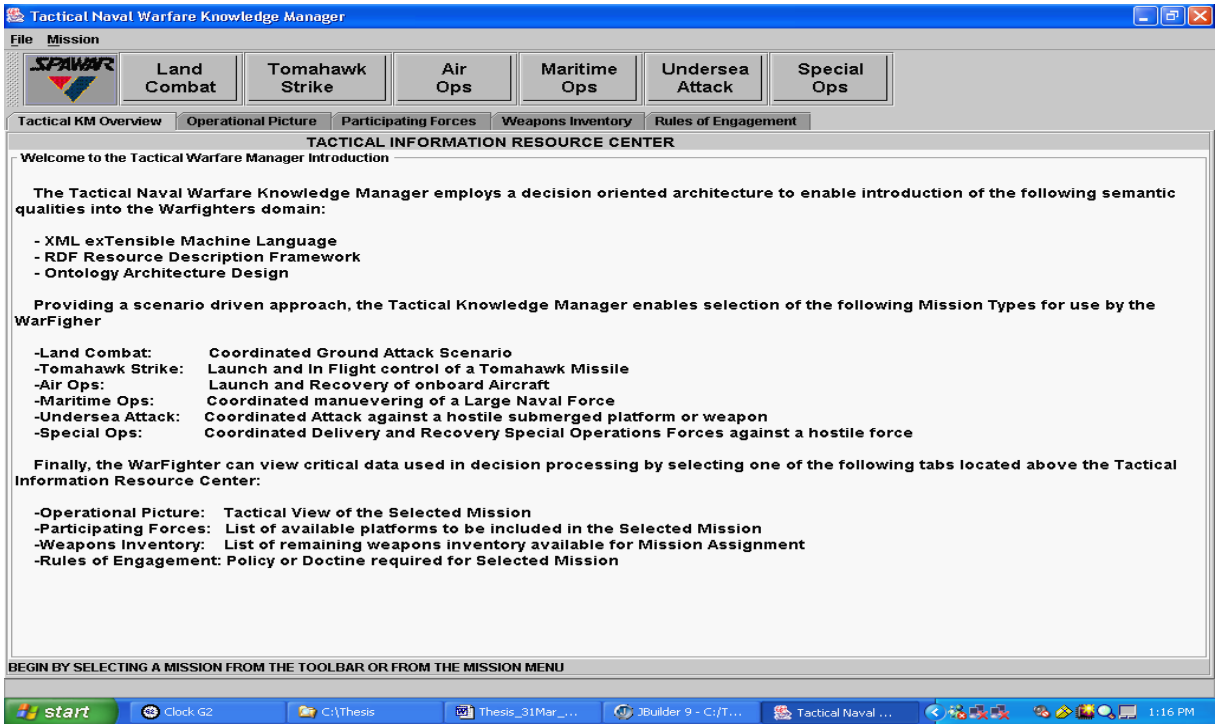 Tactical Naval Warfare Knowledge Manager
File Mission
SPAWAR
Land Combat
Tomahawk Strike
Air Ops
Maritime Ops
Undersea Attack
Special Ops
Tactical KM Overview Operational Picture Participating Forces Weapons Inventory Rules of Engagement
TACTICAL INFORMATION RESOURCE CENTER
Welcome to the Tactical Warfare Manager Introduction
The Tactical Naval Warfare Knowledge Manager employs a decision oriented architecture to enable introduction of the following semantic
qualities into the Warfighters domain:
- XML exTensible Machine Language
- RDF Resource Description Framework
- Ontology Architecture Design
Providing a scenario driven approach, the Tactical Knowledge Manager enables selection of the following Mission Types for use by the
WarFigher
-Land Combat: Coordinated Ground Attack Scenario
-Tomahawk Strike: Launch and In Flight control of a Tomahawk Missile
-Air Ops: Launch and Recovery of onboard Aircraft
-Maritime Ops: Coordinated manuevering of a Large Naval Force
-Undersea Attack: Coordinated Attack against a hostile submerged platform or weapon
-Special Ops: Coordinated Delivery and Recovery Special Operations Forces against a hostile force
Finally, the WarFighter can view critical data used in decision processing by selecting one of the following tabs located above the Tactical
Information Resource Center:
-Operational Picture: Tactical View of the Selected Mission
-Participating Forces: List of available platforms to be included in the Selected Mission
-Weapons Inventory: List of remaining weapons inventory available for Mission Assignment
-Rules of Engagement: Policy or Doctine required for Selected Mission
BEGIN BY SELECTING A MISSION FROM THE TOOLBAR OR FROM THE MISSION MENU
start Clock G2 C:\Thesis Thesis_31Mar_... JBuilder 9 - C:/T... Tactical Naval ... 1:16 PM